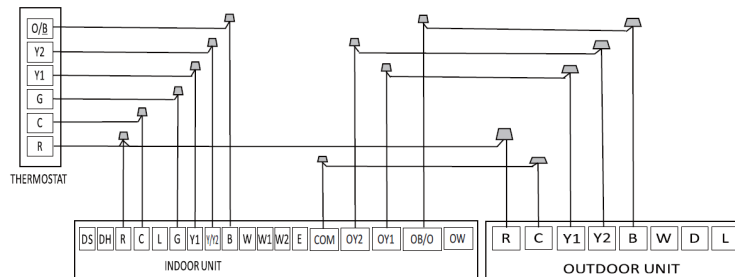 O/B
Y2
Y1
G
C
R
THERMOSTAT
DS DH R C L G Y1 Y/Y2 B W W1 W2 E COM OY2 OY1 OB/O OW
INDOOR UNIT
R C Y1 Y2 B W D L
OUTDOOR UNIT